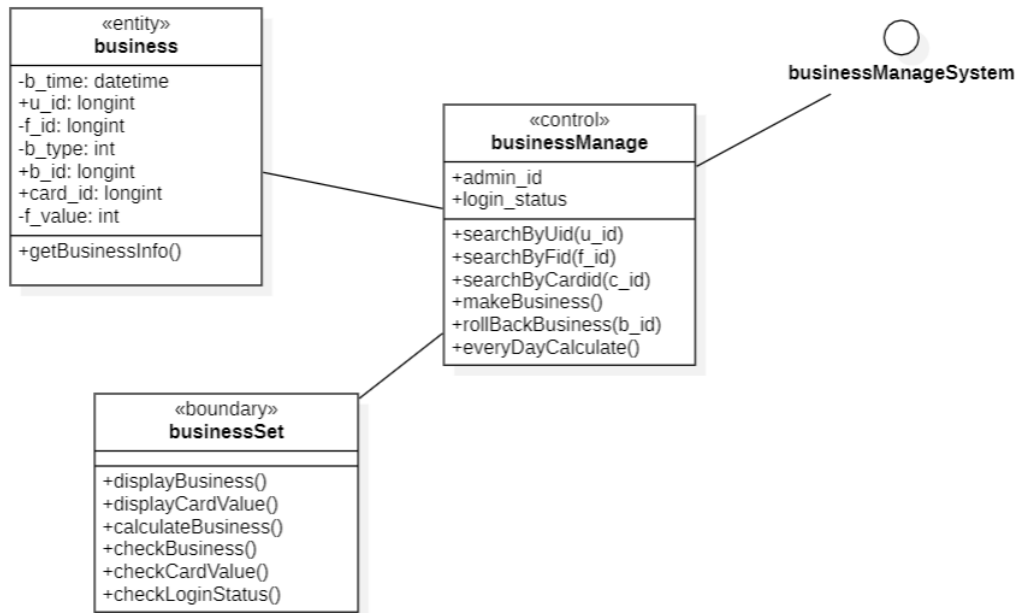 «entity»
business
-b_time: datetime
+u_id: longint
-f_id: longint
-b_type: int
+b_id: longint
+card_id: longint
-f_value: int
+getBusinessInfo()
businessManageSystem
«control»
businessManage
+admin_id
+login_status
+searchByUid(u_id)
+searchByFid(f_id)
+searchByCardid(c_id)
+makeBusiness()
+rollBackBusiness(b_id)
+everyDayCalculate()
«boundary»
businessSet
+displayBusiness()
+displayCardValue()
+calculateBusiness()
+checkBusiness()
+checkCardValue()
+checkLoginStatus()